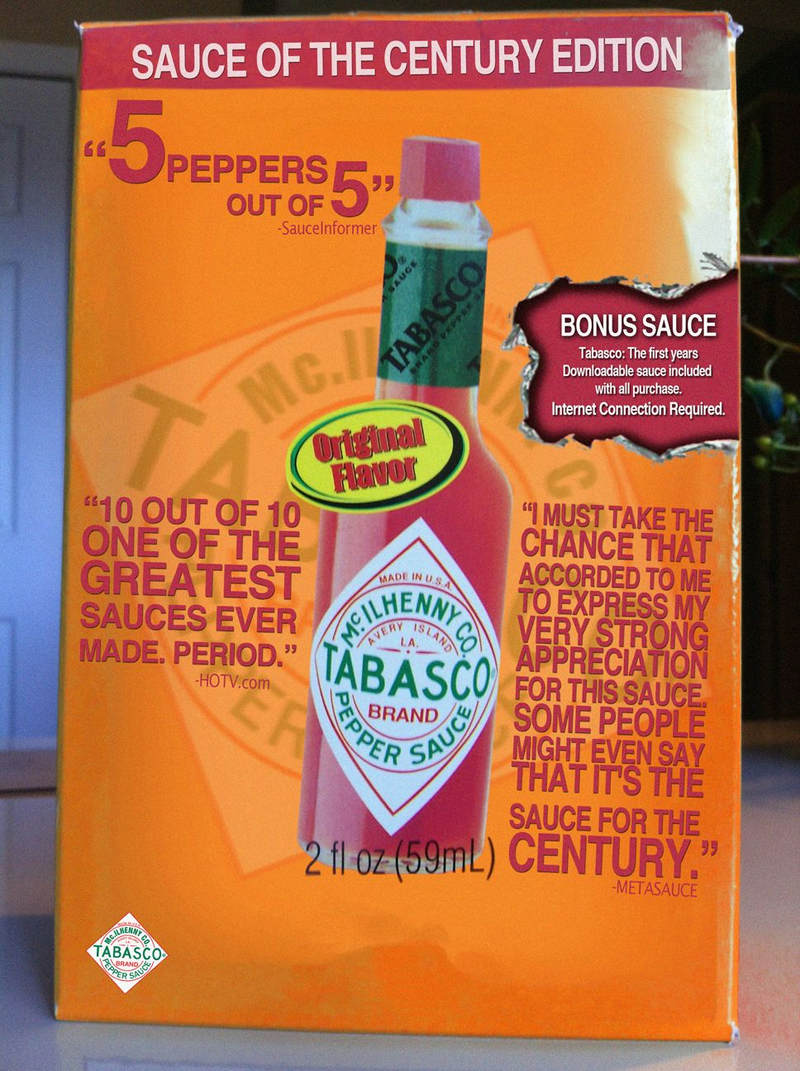 SAUCE OF THE CENTURY EDITION
“5 PEPPERS
OUT OF 5”
-SauceInformer
TABASCO
BONUS SAUCE
Tabasco: The first years
Downloadable sauce included
with all purchase.
Internet Connection Required.
Original
Flavor
“10 OUT OF 10
ONE OF THE
GREATEST
SAUCES EVER
MADE. PERIOD.”
-HOTV.com
“I MUST TAKE THE
CHANCE THAT
ACCORDED TO ME
TO EXPRESS MY
VERY STRONG
APPRECIATION
FOR THIS SAUCE.
SOME PEOPLE
MIGHT EVEN SAY
THAT IT'S THE
SAUCE FOR THE
CENTURY.”
-METASAUCE
MADE IN U.S.A.
McILHENNY CO.
AVERY ISLAND
LA.
TABASCO®
BRAND
PEPPER SAUCE
2 fl oz (59mL)
Mc.ILHENNY CO.
TABASCO®
BRAND
PEPPER SAUCE